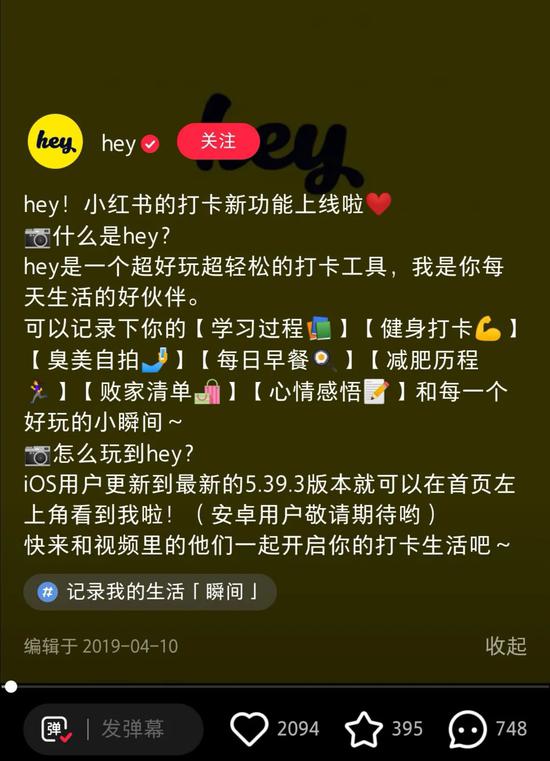 hey
hey
hey
关注
hey！小红书的打卡新功能上线啦❤️
📷什么是hey？
hey是一个超好玩超轻松的打卡工具，我是你每
天生活的好伙伴。
可以记录下你的【学习过程📚】【健身打卡💪】
【臭美自拍🤳】【每日早餐🍳】【减肥历程
🏃‍♀️】【败家清单🛍️】【心情感悟📝】和每一个
好玩的小瞬间～
📷怎么玩到hey？
iOS用户更新到最新的5.39.3版本就可以在首页左
上角看到我啦！（安卓用户敬请期待哟）
快来和视频里的他们一起开启你的打卡生活吧～
# 记录我的生活「瞬间」
编辑于 2019-04-10 收起
弹 发弹幕 2094 395 748